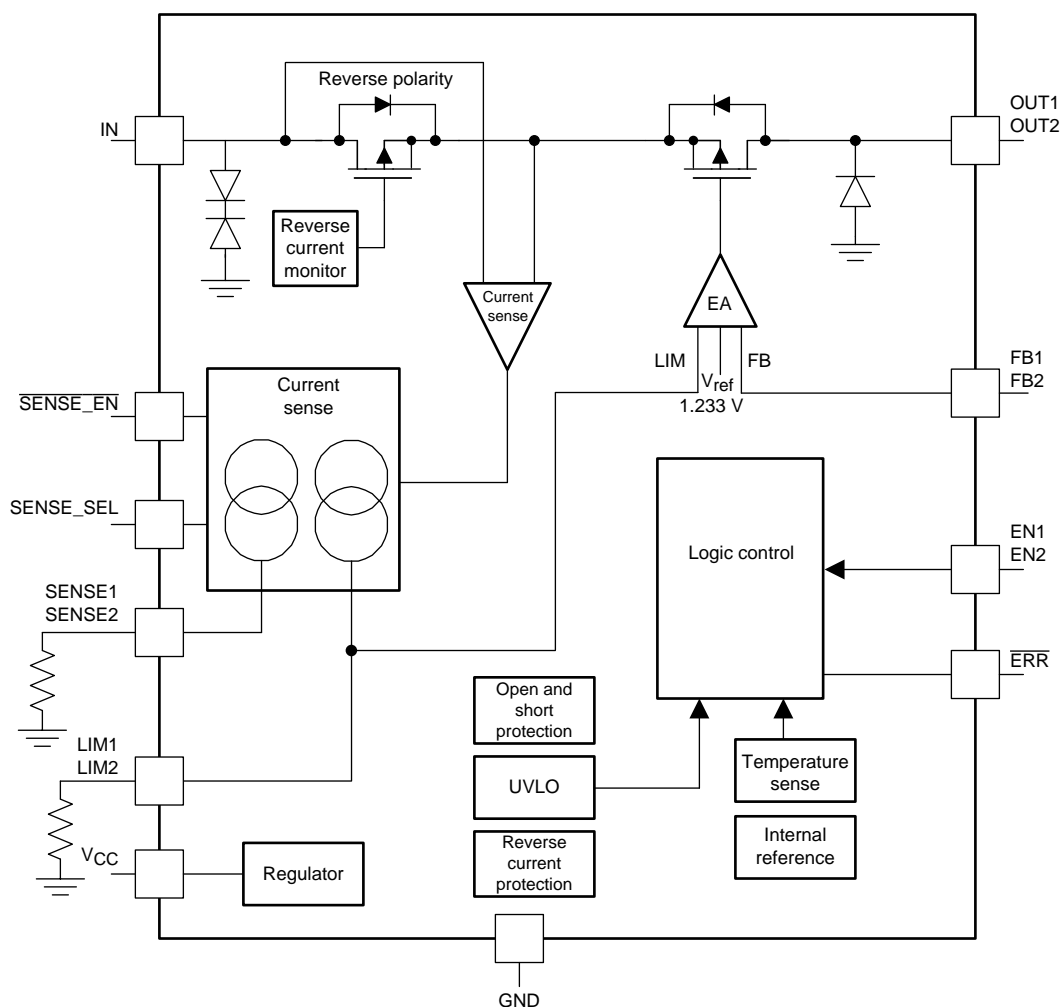 Reverse polarity
IN
OUT1
OUT2
Reverse
current
monitor
Current
sense
EA
LIM
FB
Vref
1.233 V
FB1
FB2
Current
sense
SENSE_EN
SENSE_SEL
Logic control
EN1
EN2
SENSE1
SENSE2
ERR
Open and
short
protection
LIM1
LIM2
UVLO
Temperature
sense
Internal
reference
VCC
Regulator
Reverse
current
protection
GND